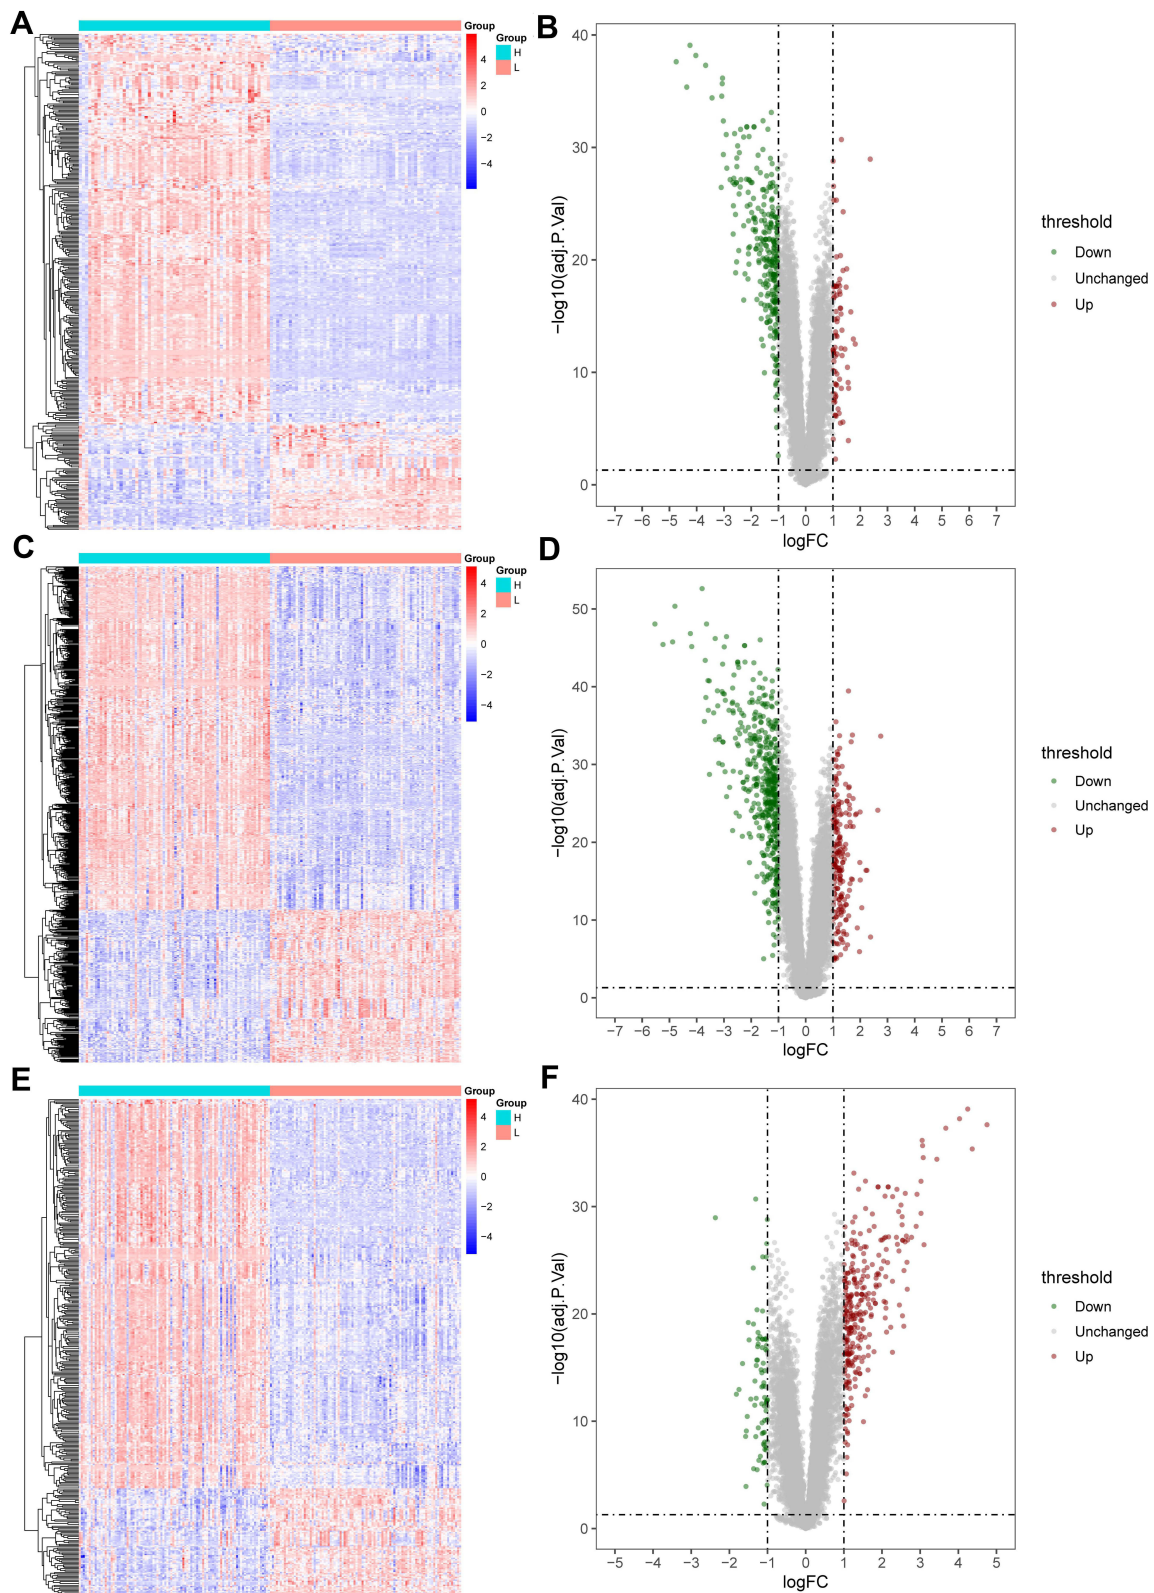 A
Group
4
2
0
−2
−4
Group
H
L
B
40
30
20
10
0
−log10(adj.P.Val)
−7 −6 −5 −4 −3 −2 −1 0 1 2 3 4 5 6 7
logFC
threshold
Down
Unchanged
Up
C
Group
4
2
0
−2
−4
Group
H
L
D
50
40
30
20
10
0
−log10(adj.P.Val)
−7 −6 −5 −4 −3 −2 −1 0 1 2 3 4 5 6 7
logFC
threshold
Down
Unchanged
Up
E
Group
4
2
0
−2
−4
Group
H
L
F
40
30
20
10
0
−log10(adj.P.Val)
−5 −4 −3 −2 −1 0 1 2 3 4 5
logFC
threshold
Down
Unchanged
Up